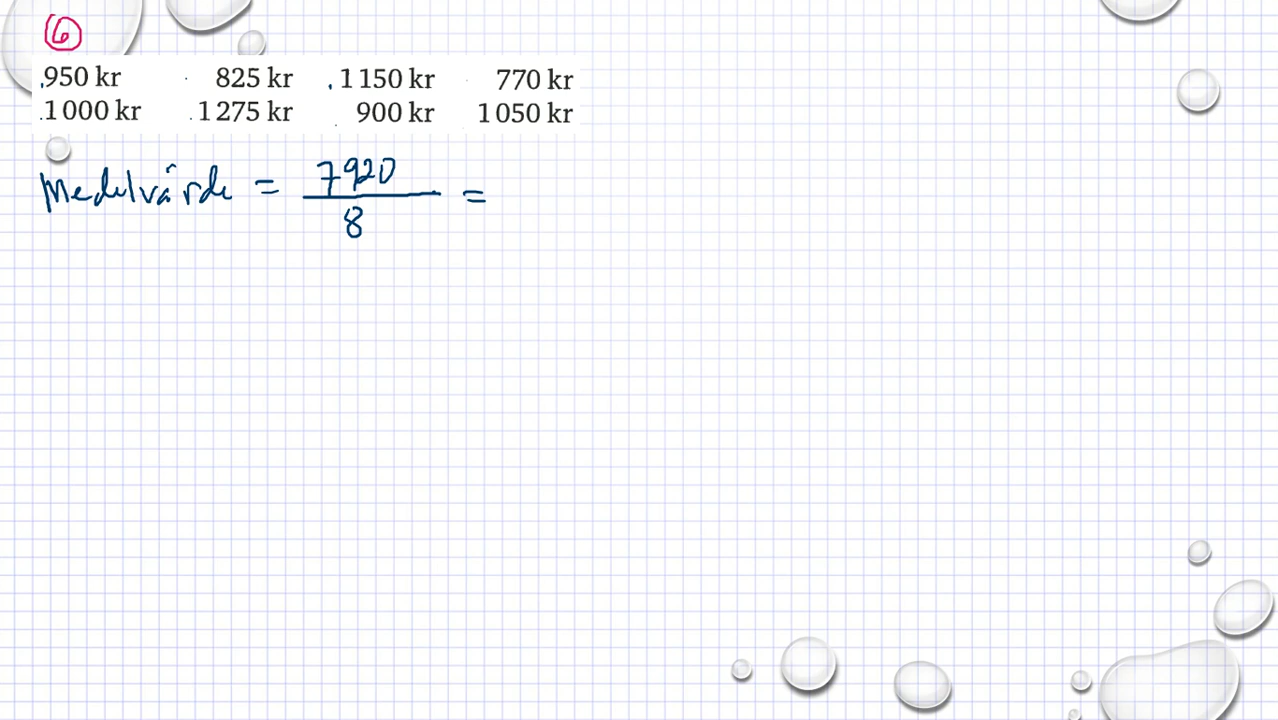 6
950 kr 825 kr 1 150 kr 770 kr
1 000 kr 1 275 kr 900 kr 1 050 kr
Medelvärde = 7920 / 8 =